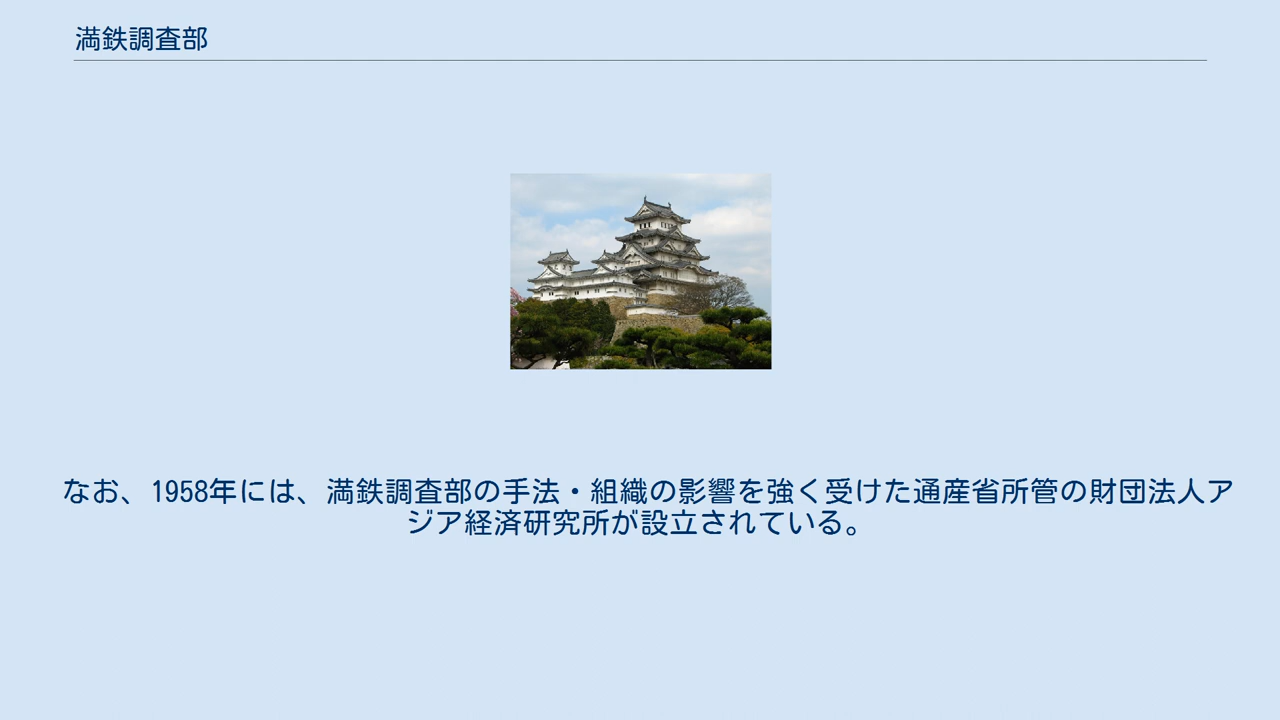 満鉄調査部
なお、1958年には、満鉄調査部の手法・組織の影響を強く受けた通産省所管の財団法人ア
ジア経済研究所が設立されている。